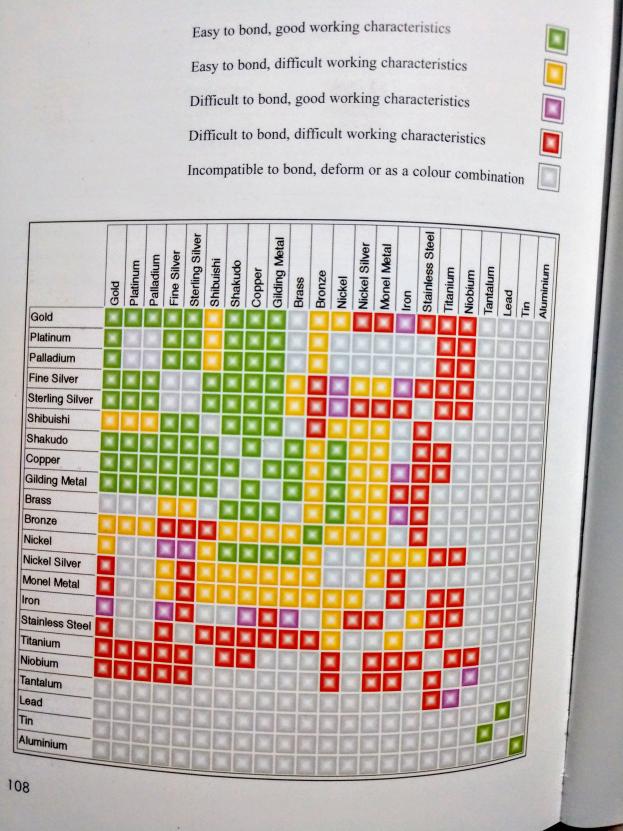 Easy to bond, good working characteristics
Easy to bond, difficult working characteristics
Difficult to bond, good working characteristics
Difficult to bond, difficult working characteristics
Incompatible to bond, deform or as a colour combination
Gold
Platinum
Palladium
Fine Silver
Sterling Silver
Shibuishi
Shakudo
Copper
Gilding Metal
Brass
Bronze
Nickel
Nickel Silver
Monel Metal
Iron
Stainless Steel
Titanium
Niobium
Tantalum
Lead
Tin
Aluminium
Gold
Platinum
Palladium
Fine Silver
Sterling Silver
Shibuishi
Shakudo
Copper
Gilding Metal
Brass
Bronze
Nickel
Nickel Silver
Monel Metal
Iron
Stainless Steel
Titanium
Niobium
Tantalum
Lead
Tin
Aluminium
108